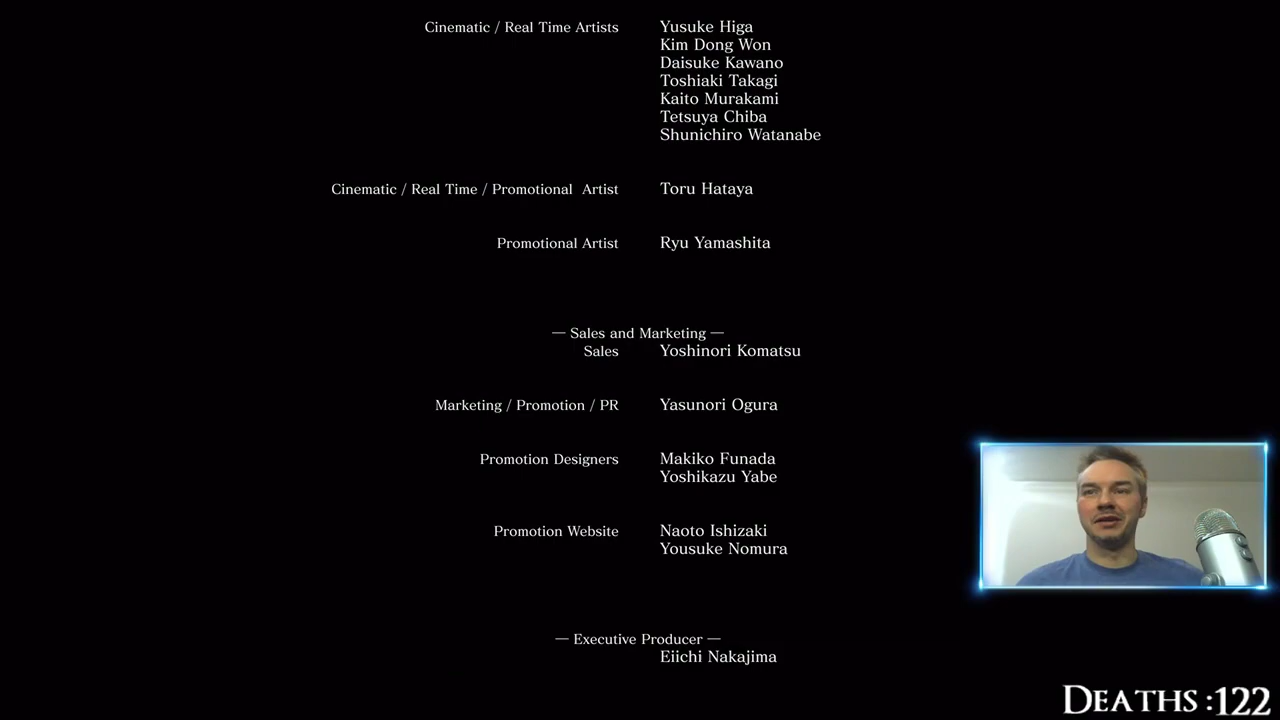 Cinematic / Real Time Artists Yusuke Higa
Kim Dong Won
Daisuke Kawano
Toshiaki Takagi
Kaito Murakami
Tetsuya Chiba
Shunichiro Watanabe
Cinematic / Real Time / Promotional Artist Toru Hataya
Promotional Artist Ryu Yamashita
— Sales and Marketing —
Sales Yoshinori Komatsu
Marketing / Promotion / PR Yasunori Ogura
Promotion Designers Makiko Funada
Yoshikazu Yabe
Promotion Website Naoto Ishizaki
Yousuke Nomura
— Executive Producer —
Eiichi Nakajima
DEATHS :122